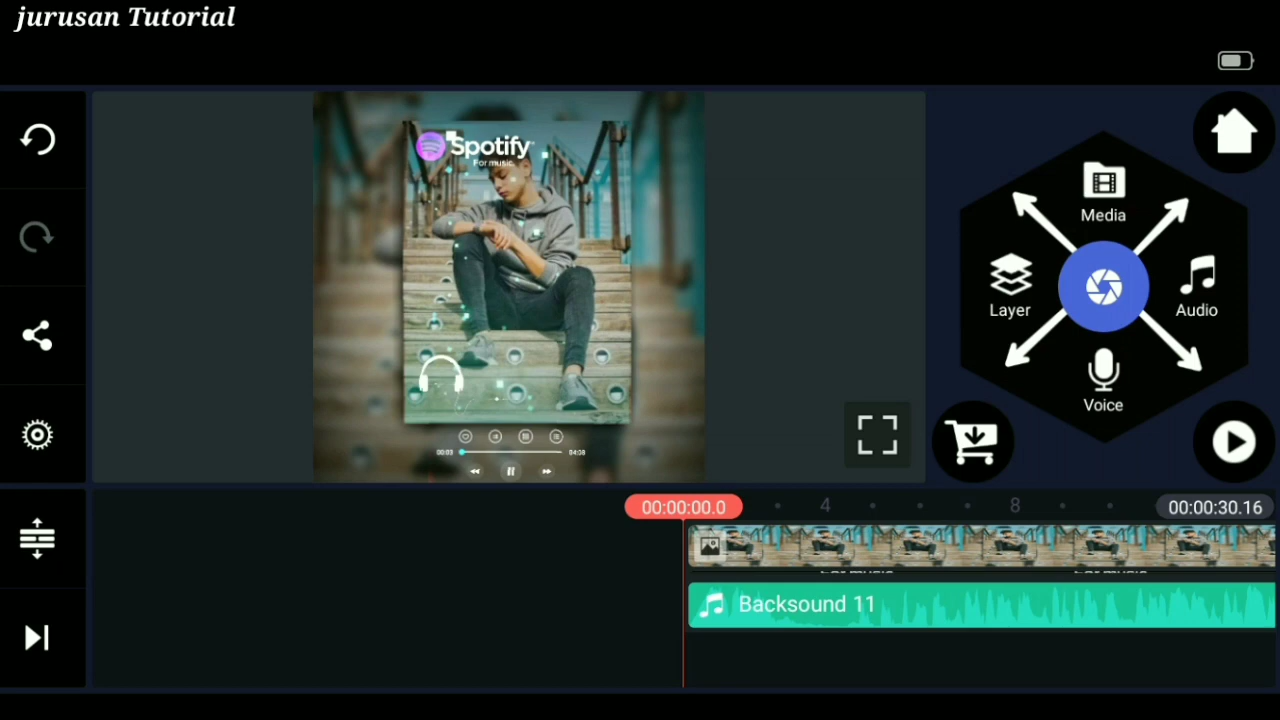 jurusan Tutorial
Spotify
For music.
00:03
04:08
Media
Layer
Audio
Voice
00:00:00.0
4
8
00:00:30.16
Backsound 11